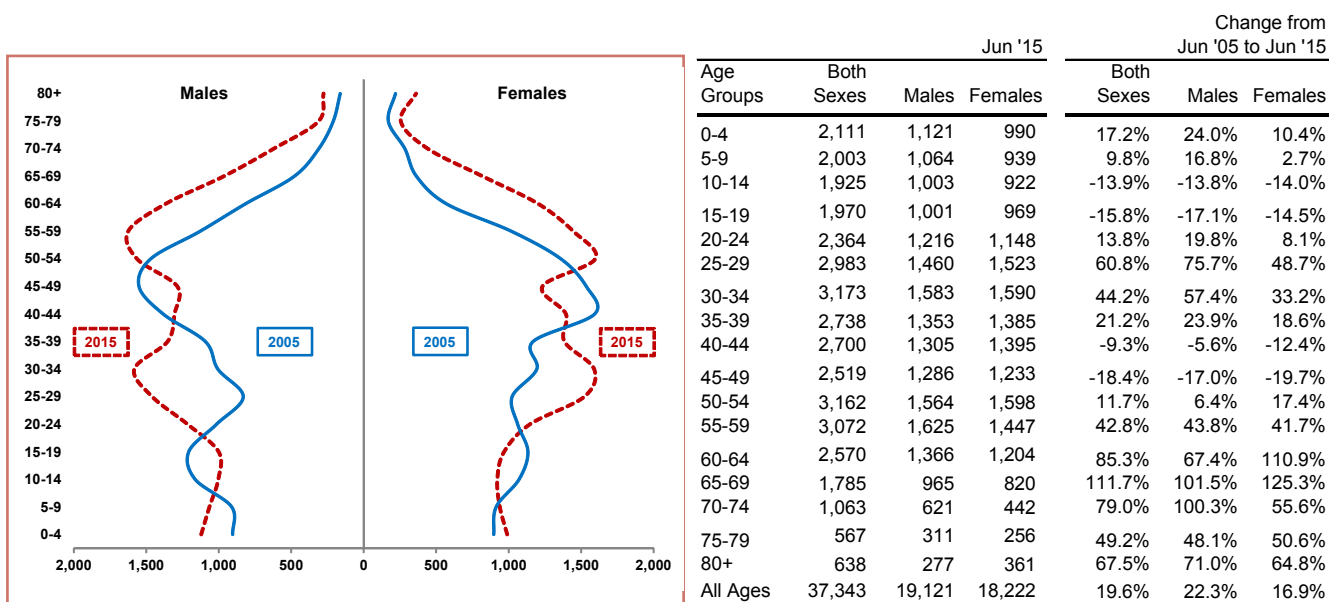 80+
75-79
70-74
65-69
60-64
55-59
50-54
45-49
40-44
35-39
30-34
25-29
20-24
15-19
10-14
5-9
0-4
Males Females
2015 2005 2005 2015
2,000 1,500 1,000 500 0 500 1,000 1,500 2,000
Change from
Jun '15 Jun '05 to Jun '15
Age Both Both
Groups Sexes Males Females Sexes Males Females
0-4 2,111 1,121 990 17.2% 24.0% 10.4%
5-9 2,003 1,064 939 9.8% 16.8% 2.7%
10-14 1,925 1,003 922 -13.9% -13.8% -14.0%
15-19 1,970 1,001 969 -15.8% -17.1% -14.5%
20-24 2,364 1,216 1,148 13.8% 19.8% 8.1%
25-29 2,983 1,460 1,523 60.8% 75.7% 48.7%
30-34 3,173 1,583 1,590 44.2% 57.4% 33.2%
35-39 2,738 1,353 1,385 21.2% 23.9% 18.6%
40-44 2,700 1,305 1,395 -9.3% -5.6% -12.4%
45-49 2,519 1,286 1,233 -18.4% -17.0% -19.7%
50-54 3,162 1,564 1,598 11.7% 6.4% 17.4%
55-59 3,072 1,625 1,447 42.8% 43.8% 41.7%
60-64 2,570 1,366 1,204 85.3% 67.4% 110.9%
65-69 1,785 965 820 111.7% 101.5% 125.3%
70-74 1,063 621 442 79.0% 100.3% 55.6%
75-79 567 311 256 49.2% 48.1% 50.6%
80+ 638 277 361 67.5% 71.0% 64.8%
All Ages 37,343 19,121 18,222 19.6% 22.3% 16.9%